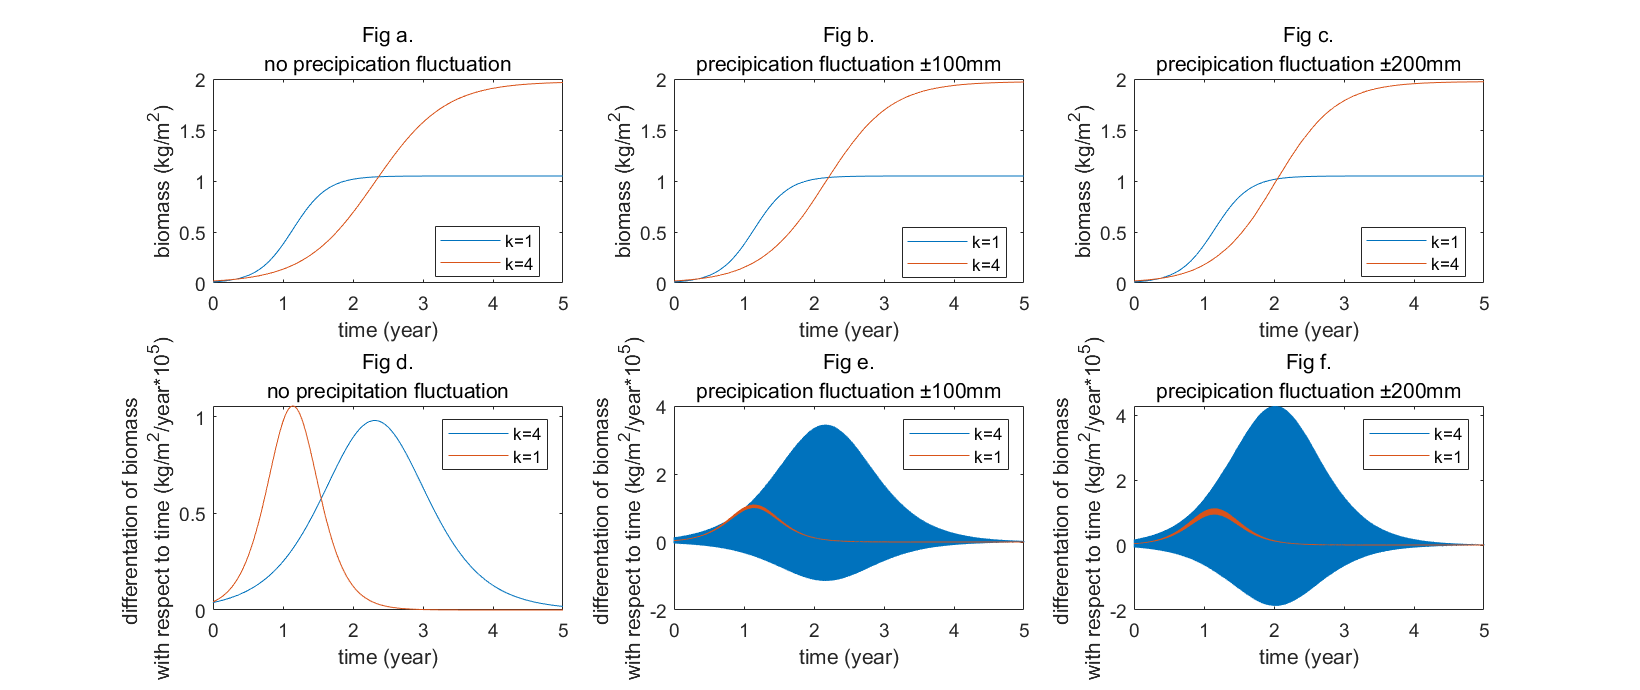 Fig a.
no precipication fluctuation
2
1.5
1
0.5
0
biomass (kg/m2)
k=1
k=4
0 1 2 3 4 5
time (year)
Fig b.
precipication fluctuation ±100mm
2
1.5
1
0.5
0
biomass (kg/m2)
k=1
k=4
0 1 2 3 4 5
time (year)
Fig c.
precipication fluctuation ±200mm
2
1.5
1
0.5
0
biomass (kg/m2)
k=1
k=4
0 1 2 3 4 5
time (year)
Fig d.
no precipitation fluctuation
1
0.5
0
differentation of biomass
with respect to time (kg/m2/year*105)
k=4
k=1
0 1 2 3 4 5
time (year)
Fig e.
precipication fluctuation ±100mm
4
2
0
-2
differentation of biomass
with respect to time (kg/m2/year*105)
k=4
k=1
0 1 2 3 4 5
time (year)
Fig f.
precipication fluctuation ±200mm
4
2
0
-2
differentation of biomass
with respect to time (kg/m2/year*105)
k=4
k=1
0 1 2 3 4 5
time (year)